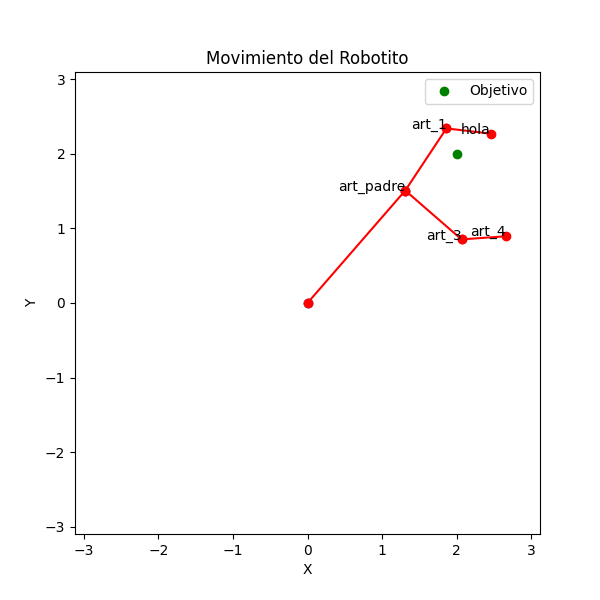 Movimiento del Robotito
Objetivo
art_1
hola
art_padre
art_3
art_4
3
2
1
0
−1
−2
−3
Y
−3
−2
−1
0
1
2
3
X